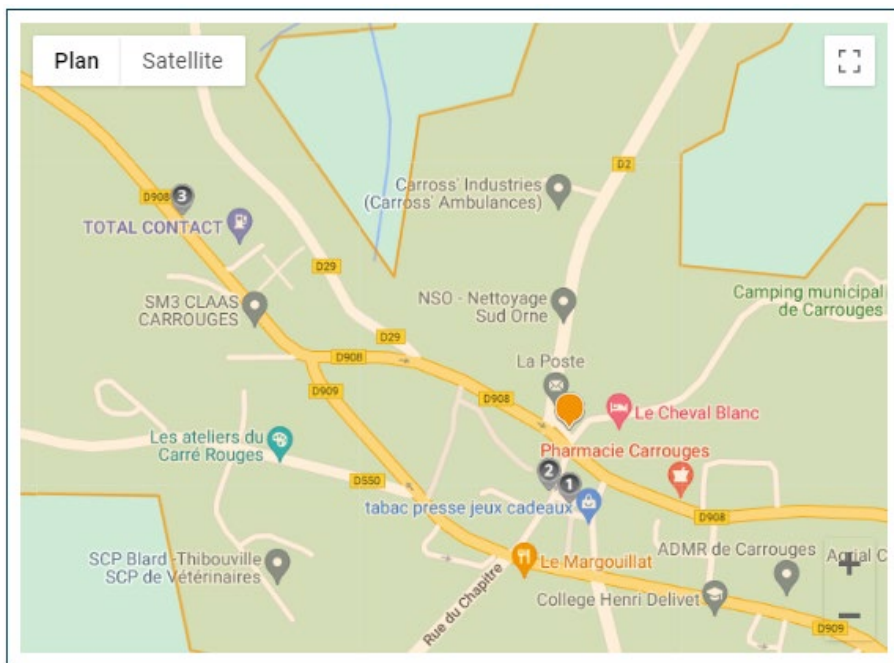 Plan
Satellite
D2
Carross' Industries
(Carross' Ambulances)
D908
3
TOTAL CONTACT
D29
SM3 CLAAS
CARROUGES
NSO - Nettoyage
Sud Orne
Camping municipal
de Carrouges
D29
D908
La Poste
D909
D908
Le Cheval Blanc
Les ateliers du
Carré Rouges
Pharmacie Carrouges
D550
2
1
tabac presse jeux cadeaux
D908
SCP Blard -Thibouville
SCP de Vétérinaires
Le Margouillat
ADMR de Carrouges
Agrial C
+
Rue du Chapitre
College Henri Delivet
−
D909